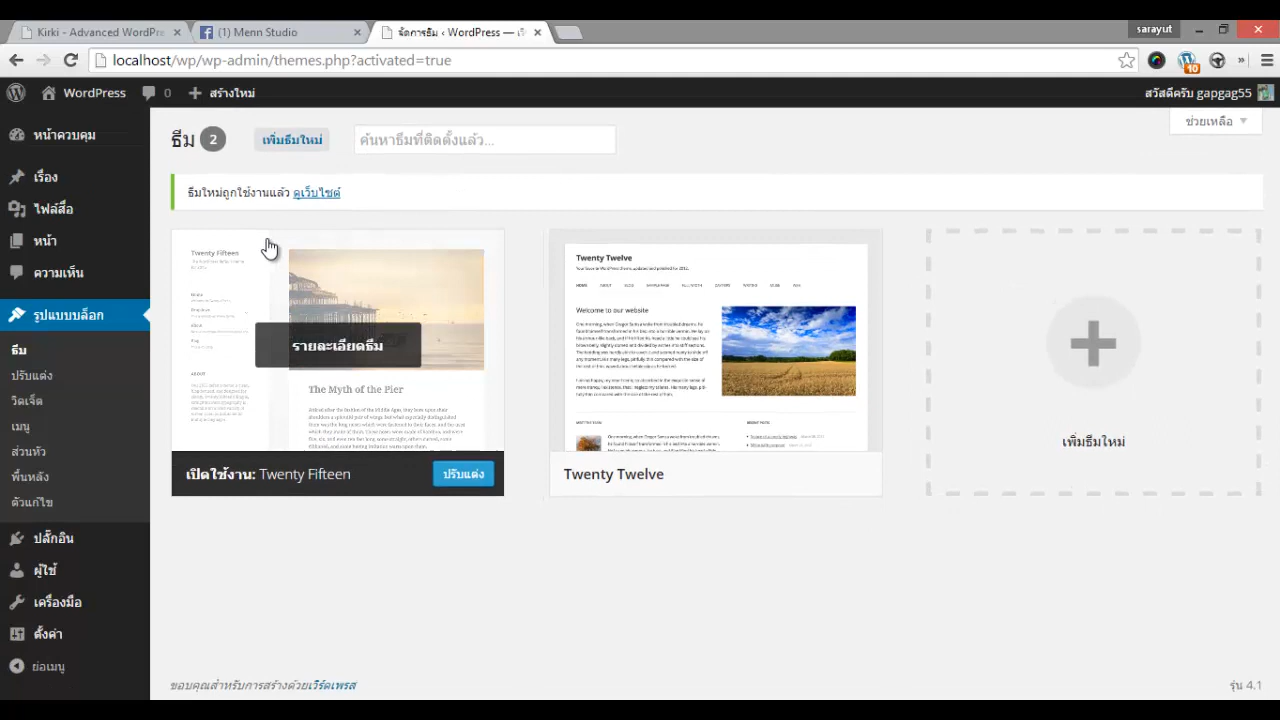 Kirki - Advanced WordPr
(1) Menn Studio
จัดการธีม ‹ WordPress — เว็
sarayut
localhost/wp/wp-admin/themes.php?activated=true
10
WordPress
0
สร้างใหม่
สวัสดีครับ gapgag55
หน้าควบคุม
เรื่อง
ไฟล์สื่อ
หน้า
ความเห็น
รูปแบบบล็อก
ธีม
ปรับแต่ง
วิดเจ็ต
เมนู
ส่วนหัว
พื้นหลัง
ตัวแก้ไข
ปลั๊กอิน
ผู้ใช้
เครื่องมือ
ตั้งค่า
ย่อเมนู
ช่วยเหลือ
ธีม 2
เพิ่มธีมใหม่
ค้นหาธีมที่ติดตั้งแล้ว...
ธีมใหม่ถูกใช้งานแล้ว ดูเว็บไซต์
Twenty Fifteen
ABOUT
The Myth of the Pier
รายละเอียดธีม
เปิดใช้งาน: Twenty Fifteen
ปรับแต่ง
Twenty Twelve
Welcome to our website
Twenty Twelve
เพิ่มธีมใหม่
ขอบคุณสำหรับการสร้างด้วยเวิร์ดเพรส
รุ่น 4.1